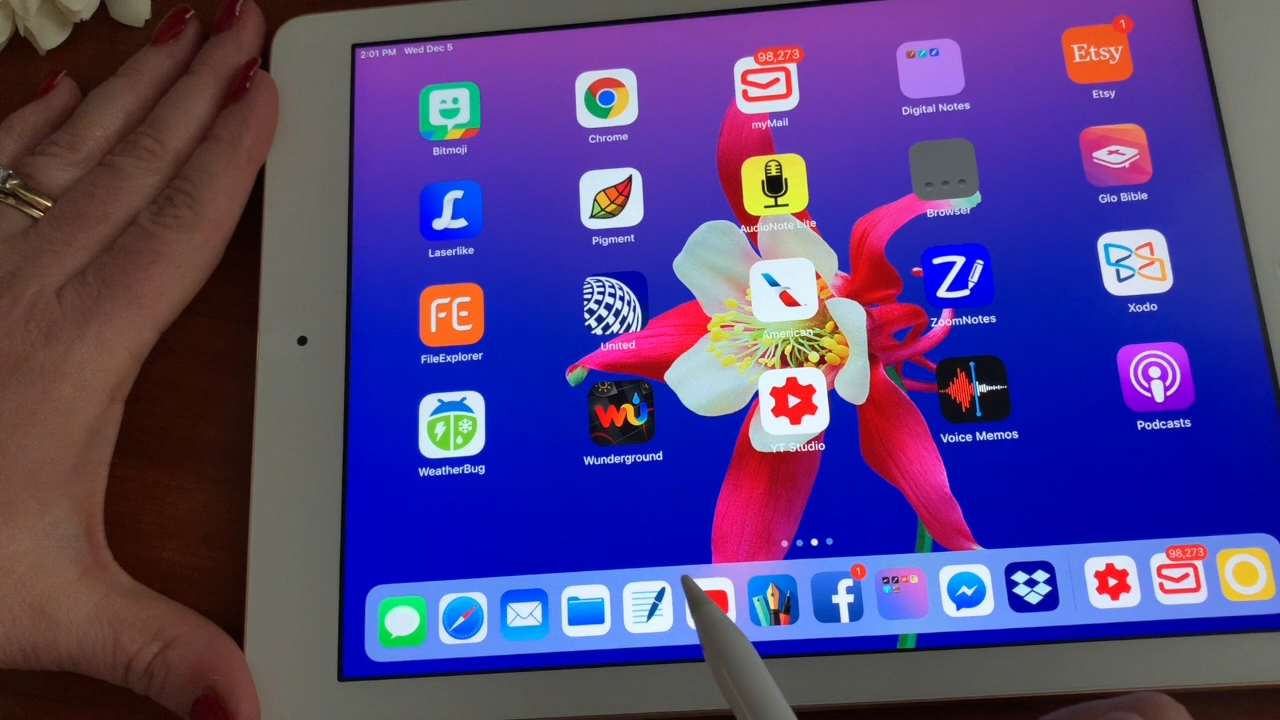 2:01 PM Wed Dec 5
98,273
1
Etsy
Bitmoji
Chrome
myMail
Digital Notes
Etsy
L
Laserlike
Pigment
AudioNote Lite
Browser
Glo Bible
FE
Z
FileExplorer
United
American
ZoomNotes
Xodo
WU
WeatherBug
Wunderground
YT Studio
Voice Memos
Podcasts
f
1
98,273